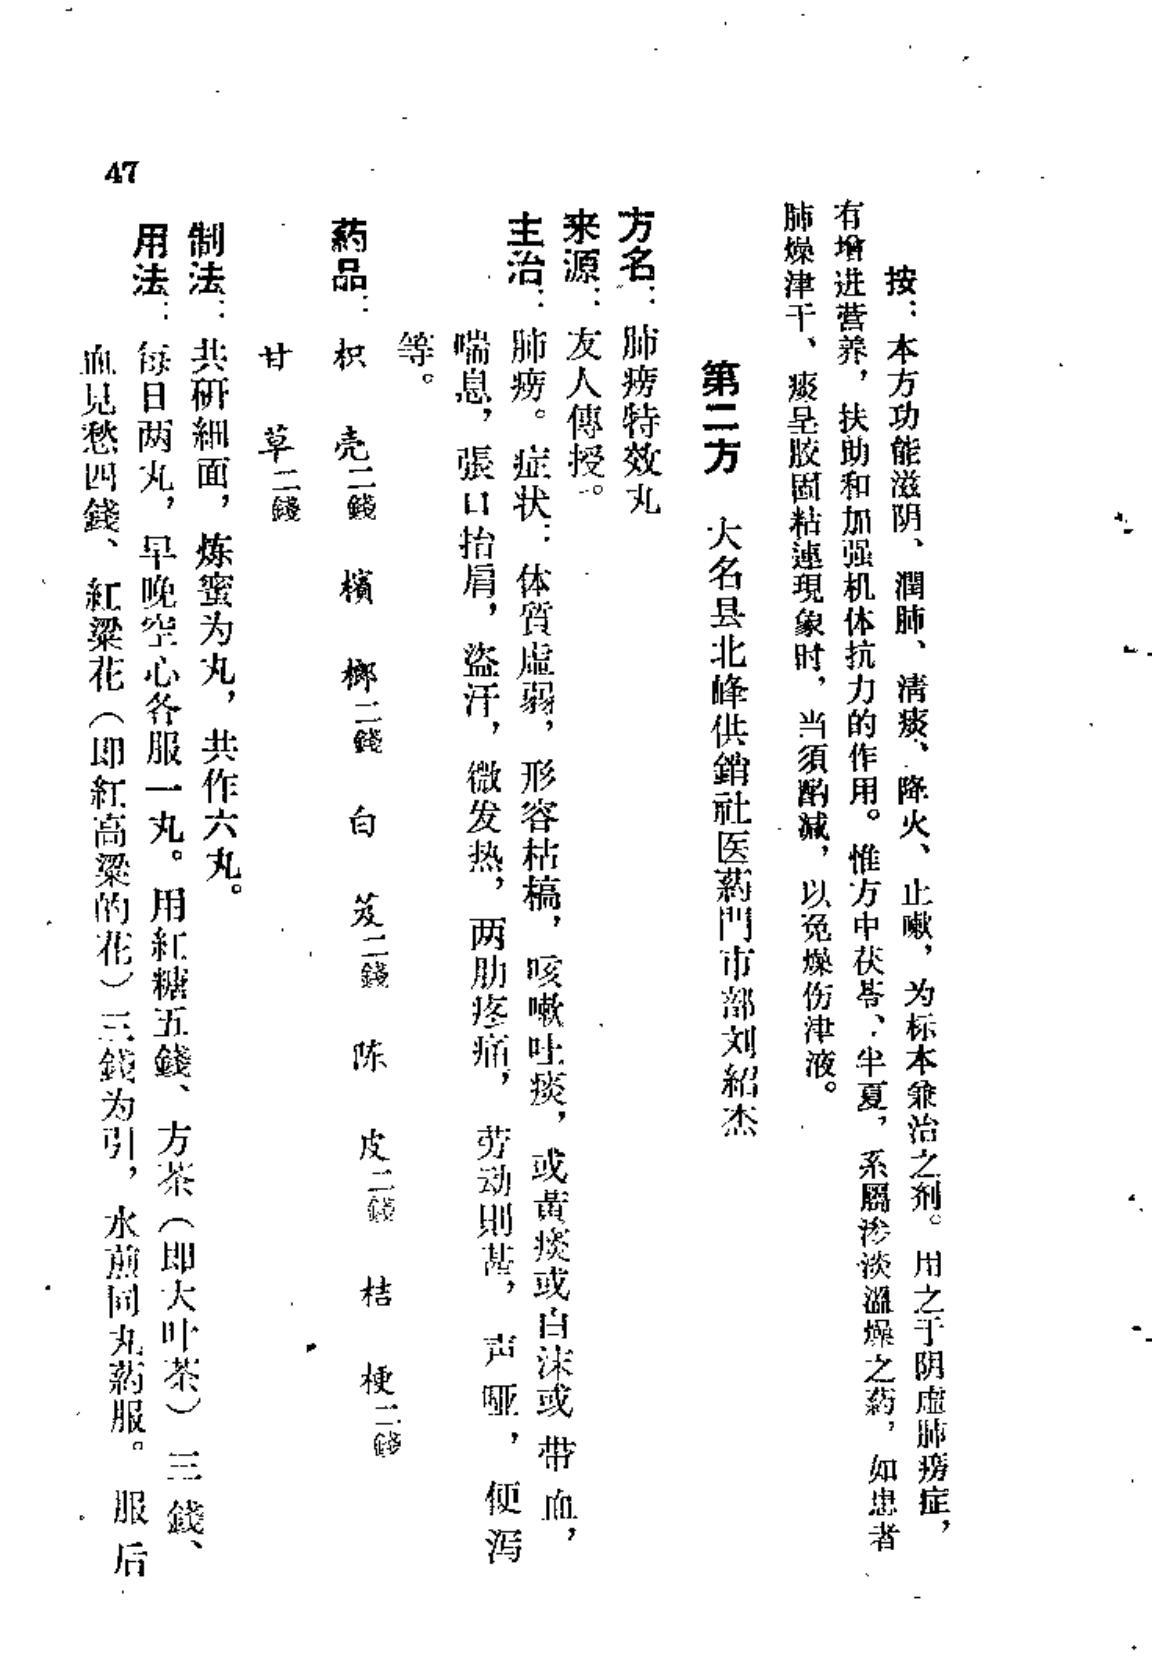 按：本方功能滋阴、潤肺、清痰、降火、止嗽，为标本兼治之剂。用之于阴虚肺痨症，
有增进营养，扶助和加强机体抗力的作用。惟方中茯苓、半夏，系屬渗淡溫燥之药，如患者
肺燥津干、痰呈胶固粘連現象时，当須酌減，以免燥伤津液。
第二方　大名县北峰供銷社医药門市部刘紹杰
方名：肺痨特效丸
来源：友人傳授。
主治：肺痨。症状：体質虚弱，形容枯槁，咳嗽吐痰，或黃痰或白沫或带血，
喘息，張口抬肩，盜汗，微发热，两肋疼痛，劳动則甚，声哑，便泻
等。
药品：枳壳二錢　檳榔二錢　白芨二錢　陈皮二錢　桔梗二錢
甘草二錢
制法：共研細面，炼蜜为丸，共作六丸。
用法：每日两丸，早晚空心各服一丸。用紅糖五錢、方茶（即大叶茶）三錢、
血見愁四錢、紅粱花（即紅高粱的花）三錢为引，水煎同丸药服。服后
47